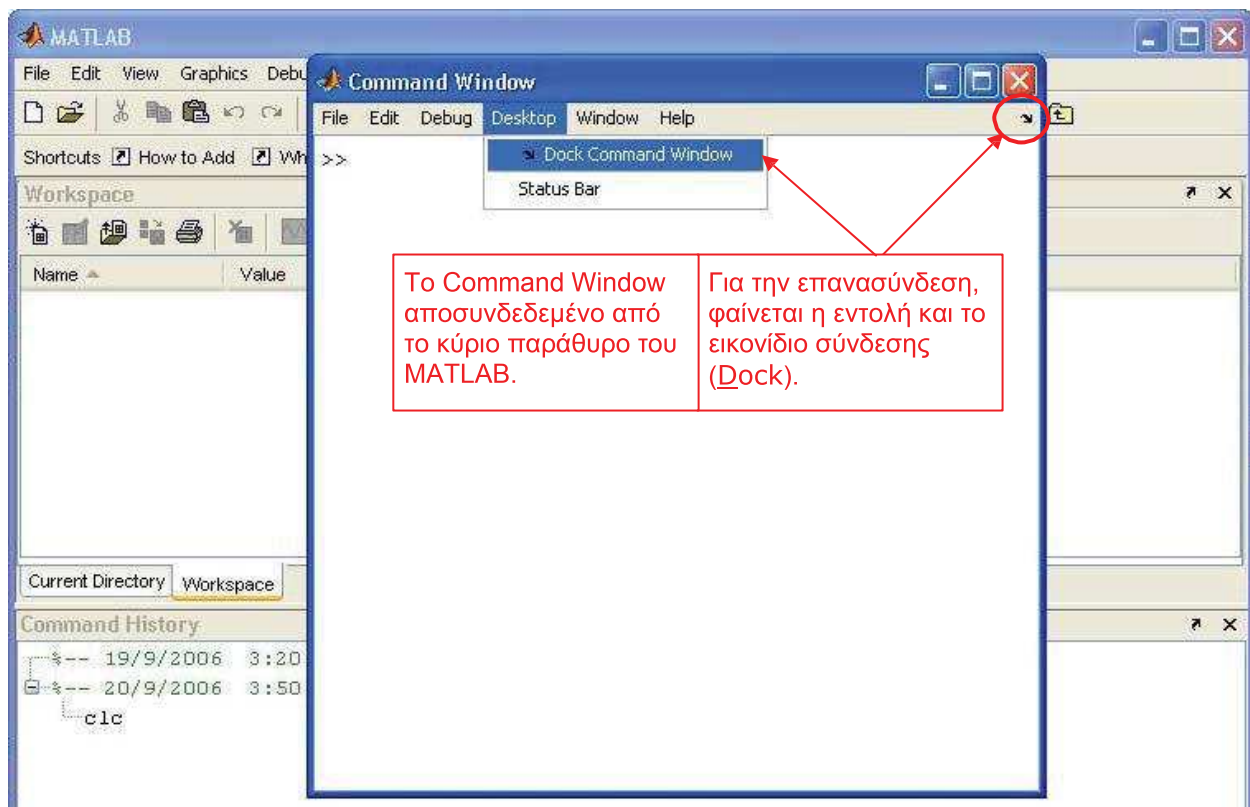 MATLAB
File Edit View Graphics Debu
Shortcuts How to Add Wh
Workspace
Name Value
Current Directory Workspace
Command History
%-- 19/9/2006 3:20
%-- 20/9/2006 3:50
clc
Command Window
File Edit Debug Desktop Window Help
>>
Dock Command Window
Status Bar
Το Command Window
αποσυνδεδεμένο από
το κύριο παράθυρο του
MATLAB.
Για την επανασύνδεση,
φαίνεται η εντολή και το
εικονίδιο σύνδεσης
(Dock).